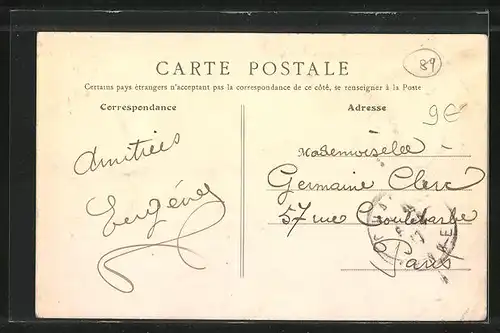 89
CARTE POSTALE
Certains pays étrangers n'acceptant pas la correspondance de ce côté, se renseigner à la Poste
Correspondance
Adresse
9€
Amitiés
Mademoiselle
Germaine Clerc
57 rue Croulebarbe
Paris